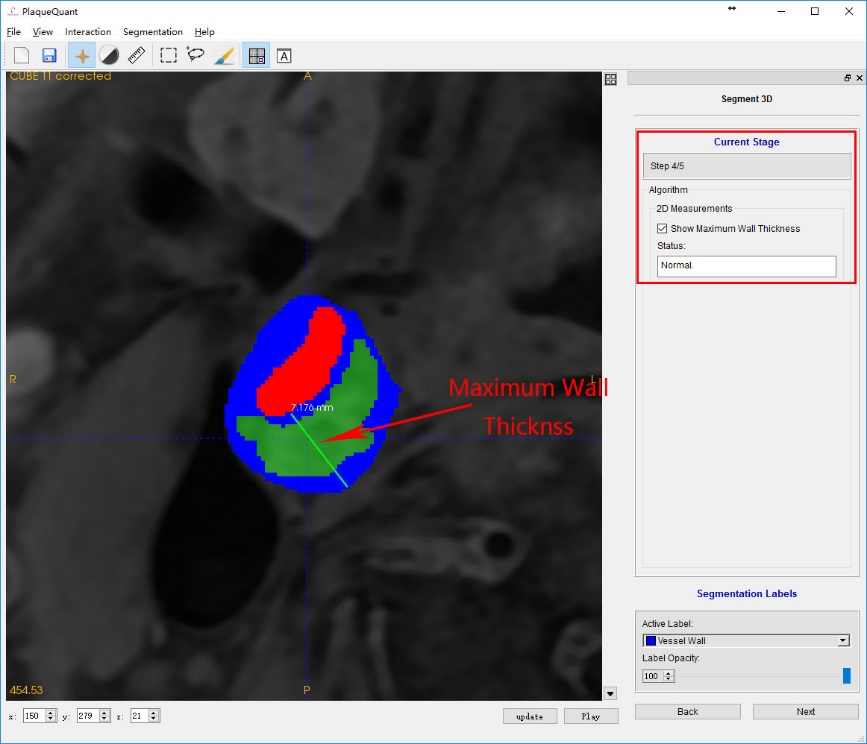 PlaqueQuant
File View Interaction Segmentation Help
A
CUBE T1 corrected
A
R
L
7.176 mm
Maximum Wall
Thicknss
454.53
P
x: 150 y: 279 z: 21
update Play
Segment 3D
Current Stage
Step 4/5
Algorithm
2D Measurements
Show Maximum Wall Thickness
Status:
Normal.
Segmentation Labels
Active Label:
Vessel Wall
Label Opacity:
100
Back Next